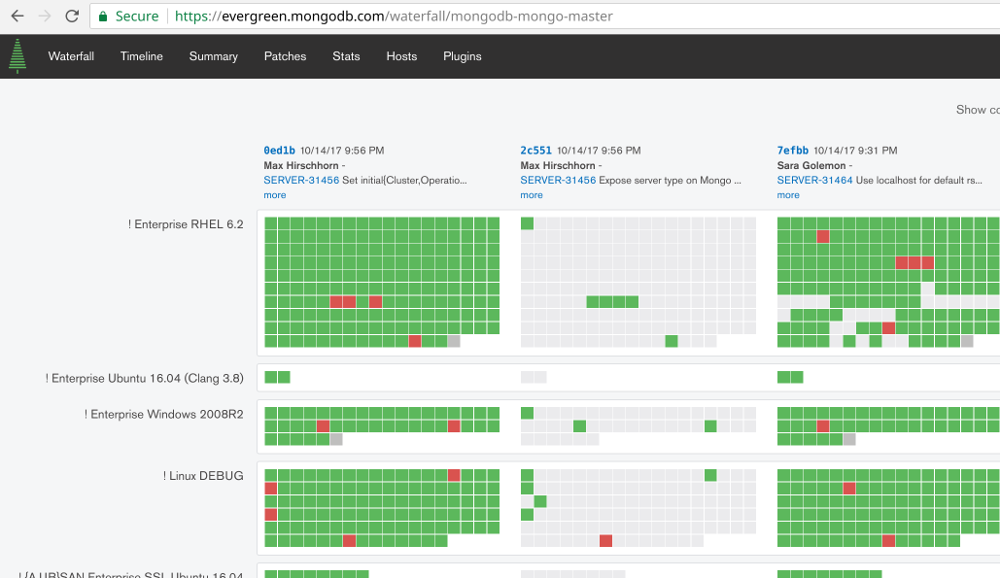 Secure https://evergreen.mongodb.com/waterfall/mongodb-mongo-master
Waterfall Timeline Summary Patches Stats Hosts Plugins
Show co
0ed1b 10/14/17 9:56 PM
Max Hirschhorn -
SERVER-31456 Set initial{Cluster,Operatio...
more
2c551 10/14/17 9:56 PM
Max Hirschhorn -
SERVER-31456 Expose server type on Mongo ...
more
7efbb 10/14/17 9:31 PM
Sara Golemon -
SERVER-31464 Use localhost for default rs...
more
! Enterprise RHEL 6.2
! Enterprise Ubuntu 16.04 (Clang 3.8)
! Enterprise Windows 2008R2
! Linux DEBUG
! {A,UB}SAN Enterprise SSL Ubuntu 16.04